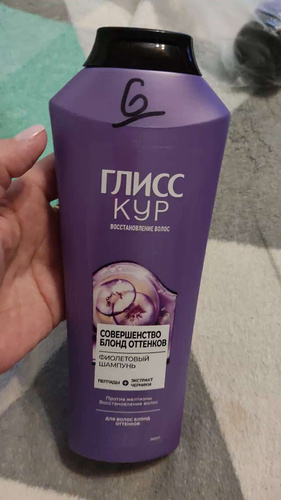 6
ГЛИСС
КУР
ВОССТАНОВЛЕНИЕ ВОЛОС
СОВЕРШЕНСТВО
БЛОНД ОТТЕНКОВ
ФИОЛЕТОВЫЙ
ШАМПУНЬ
ПЕПТИДЫ + ЭКСТРАКТ
ЧЕРНИКИ
Против желтизны
Восстановление волос
ДЛЯ ВОЛОС БЛОНД
ОТТЕНКОВ